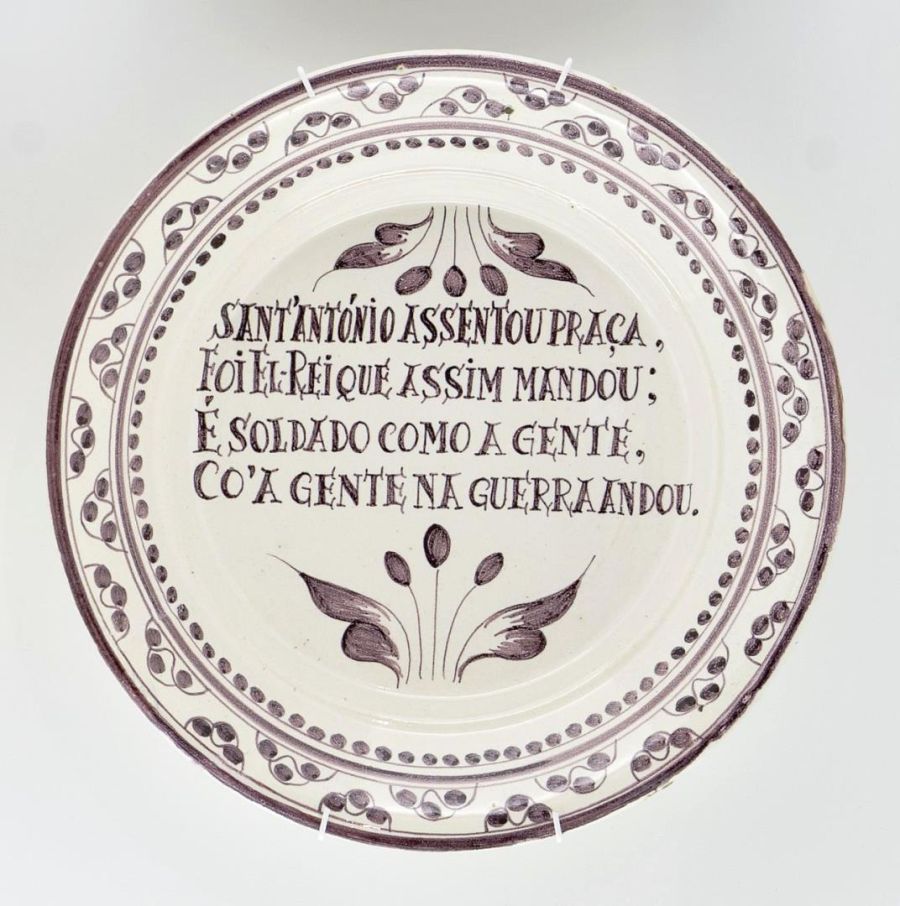 SANT'ANTÓNIO ASSENTOU PRAÇA,
FOI EL-REI QUE ASSIM MANDOU;
É SOLDADO COMO A GENTE,
CO'A GENTE NA GUERRA ANDOU.